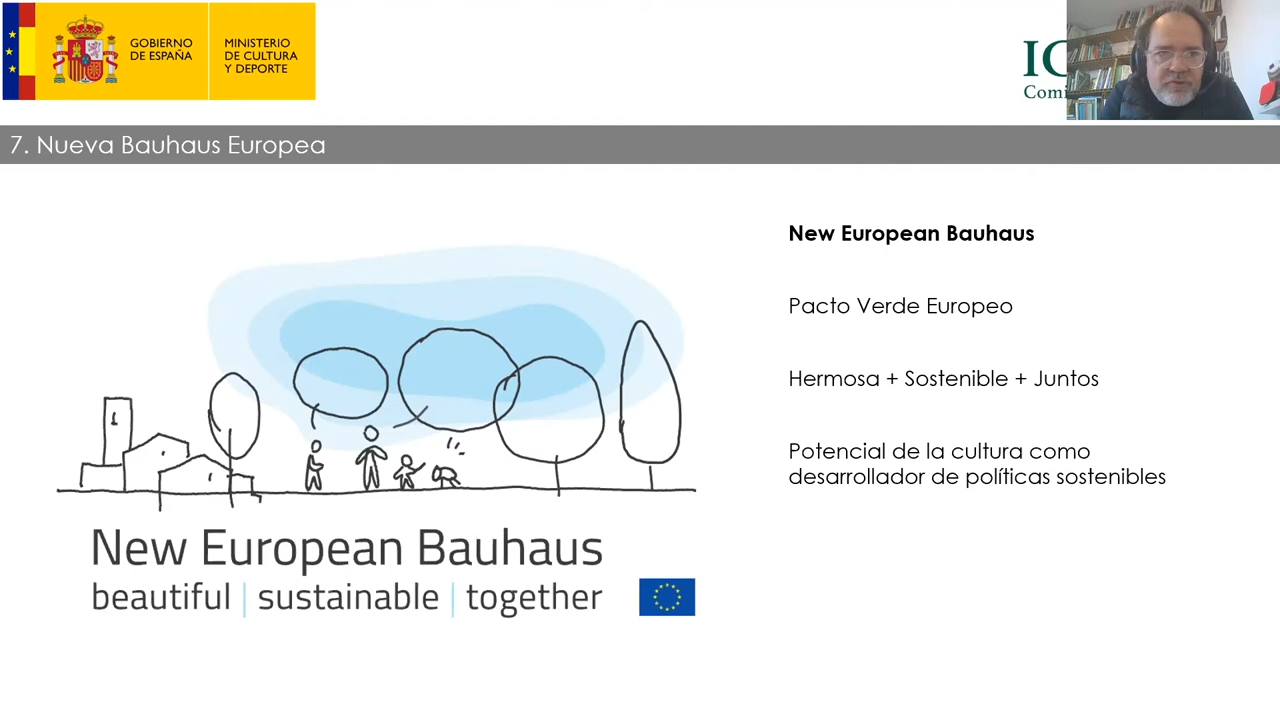 GOBIERNO
DE ESPAÑA
MINISTERIO
DE CULTURA
Y DEPORTE
7. Nueva Bauhaus Europea
New European Bauhaus
Pacto Verde Europeo
Hermosa + Sostenible + Juntos
Potencial de la cultura como
desarrollador de políticas sostenibles
New European Bauhaus
beautiful | sustainable | together